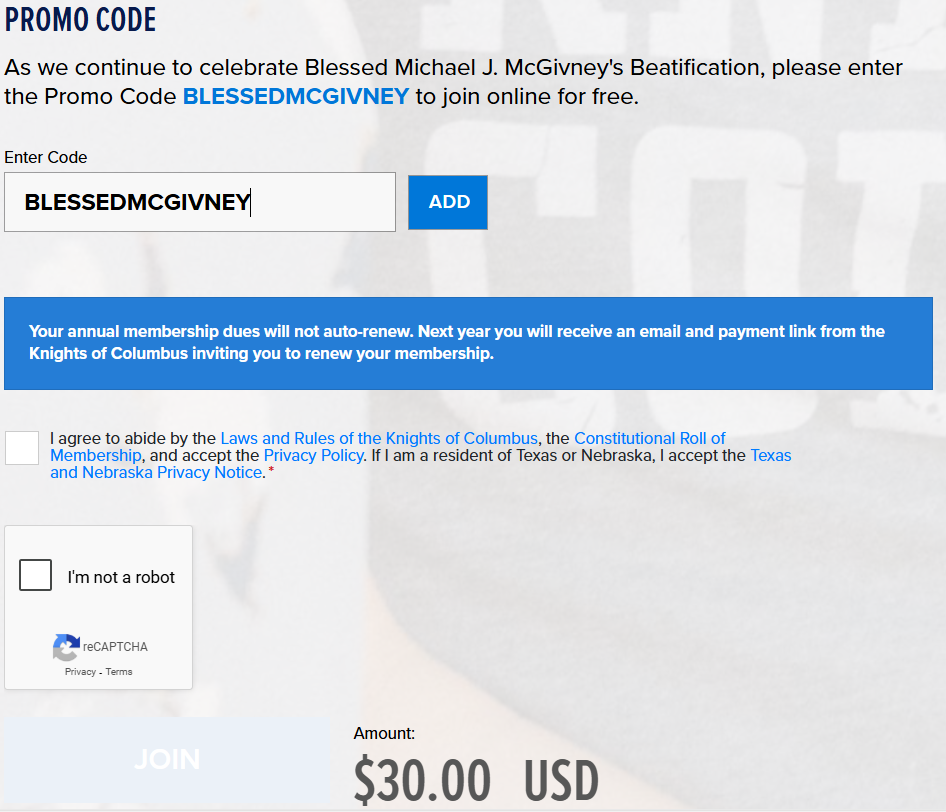 PROMO CODE
As we continue to celebrate Blessed Michael J. McGivney's Beatification, please enter
the Promo Code BLESSEDMCGIVNEY to join online for free.
Enter Code
BLESSEDMCGIVNEY
ADD
Your annual membership dues will not auto-renew. Next year you will receive an email and payment link from the
Knights of Columbus inviting you to renew your membership.
I agree to abide by the Laws and Rules of the Knights of Columbus, the Constitutional Roll of
Membership, and accept the Privacy Policy. If I am a resident of Texas or Nebraska, I accept the Texas
and Nebraska Privacy Notice.*
I'm not a robot
reCAPTCHA
Privacy - Terms
JOIN
Amount:
$30.00 USD